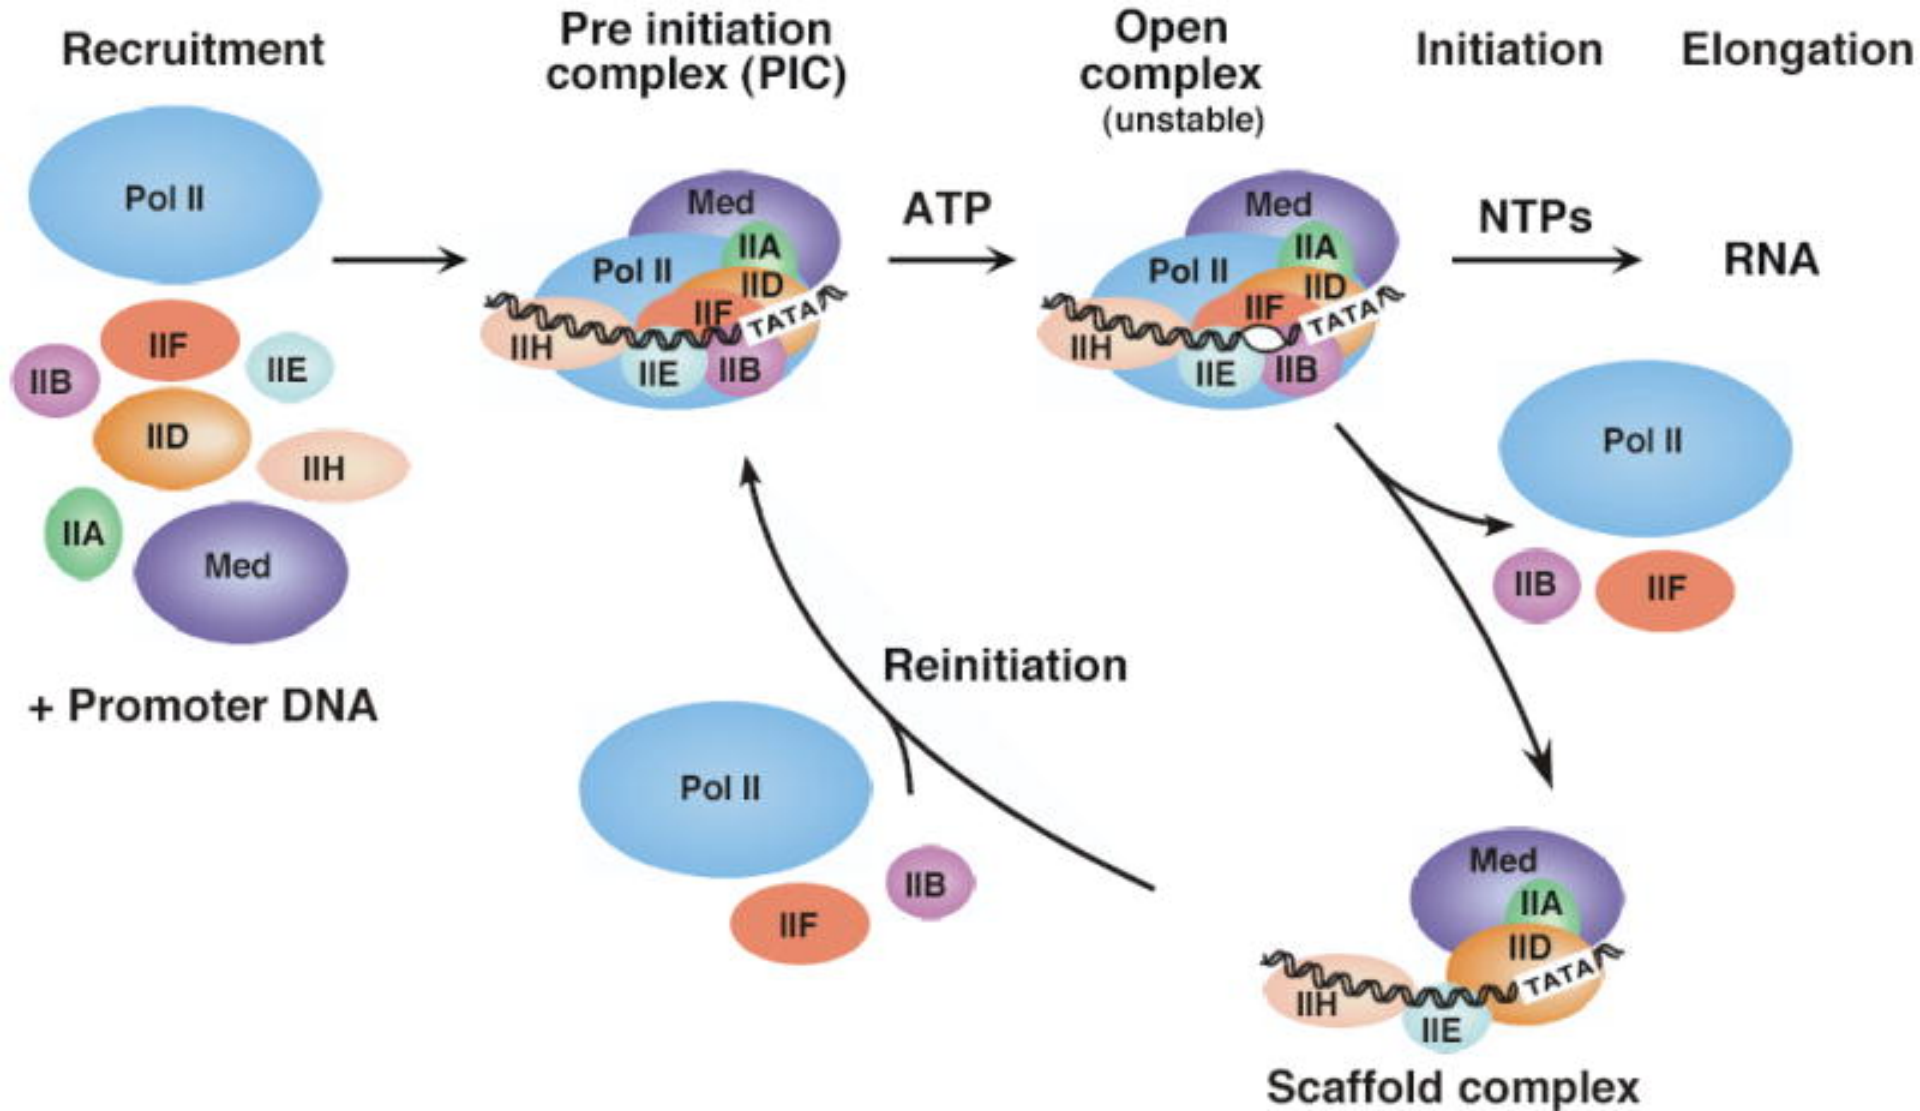 Recruitment
Pre initiation
complex (PIC)
Open
complex
(unstable)
Initiation
Elongation
Pol II
IIF
IIB
IIE
IID
IIH
IIA
Med
+ Promoter DNA
Med
IIA
Pol II
IID
IIF
TATA
IIH
IIE
IIB
ATP
Med
IIA
Pol II
IID
IIF
TATA
IIH
IIE
IIB
NTPs
RNA
Pol II
IIB
IIF
Reinitiation
Pol II
IIB
IIF
Med
IIA
IID
TATA
IIH
IIE
Scaffold complex